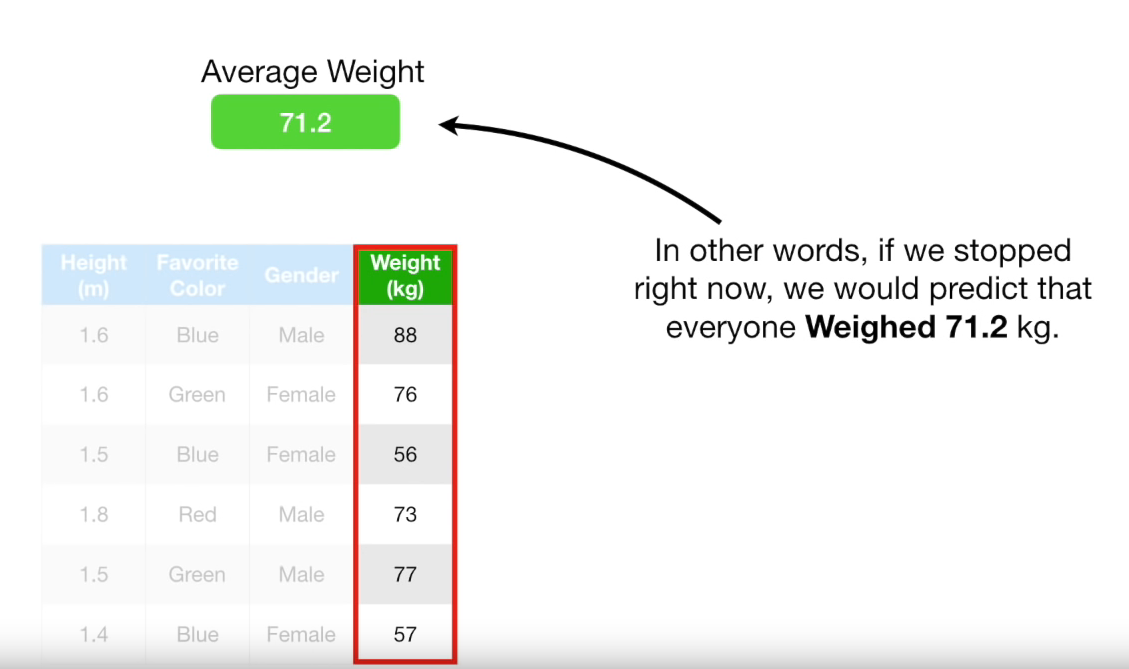 Average Weight
71.2
In other words, if we stopped
right now, we would predict that
everyone Weighed 71.2 kg.
Height (m) Favorite Color Gender Weight (kg)
1.6 Blue Male 88
1.6 Green Female 76
1.5 Blue Female 56
1.8 Red Male 73
1.5 Green Male 77
1.4 Blue Female 57